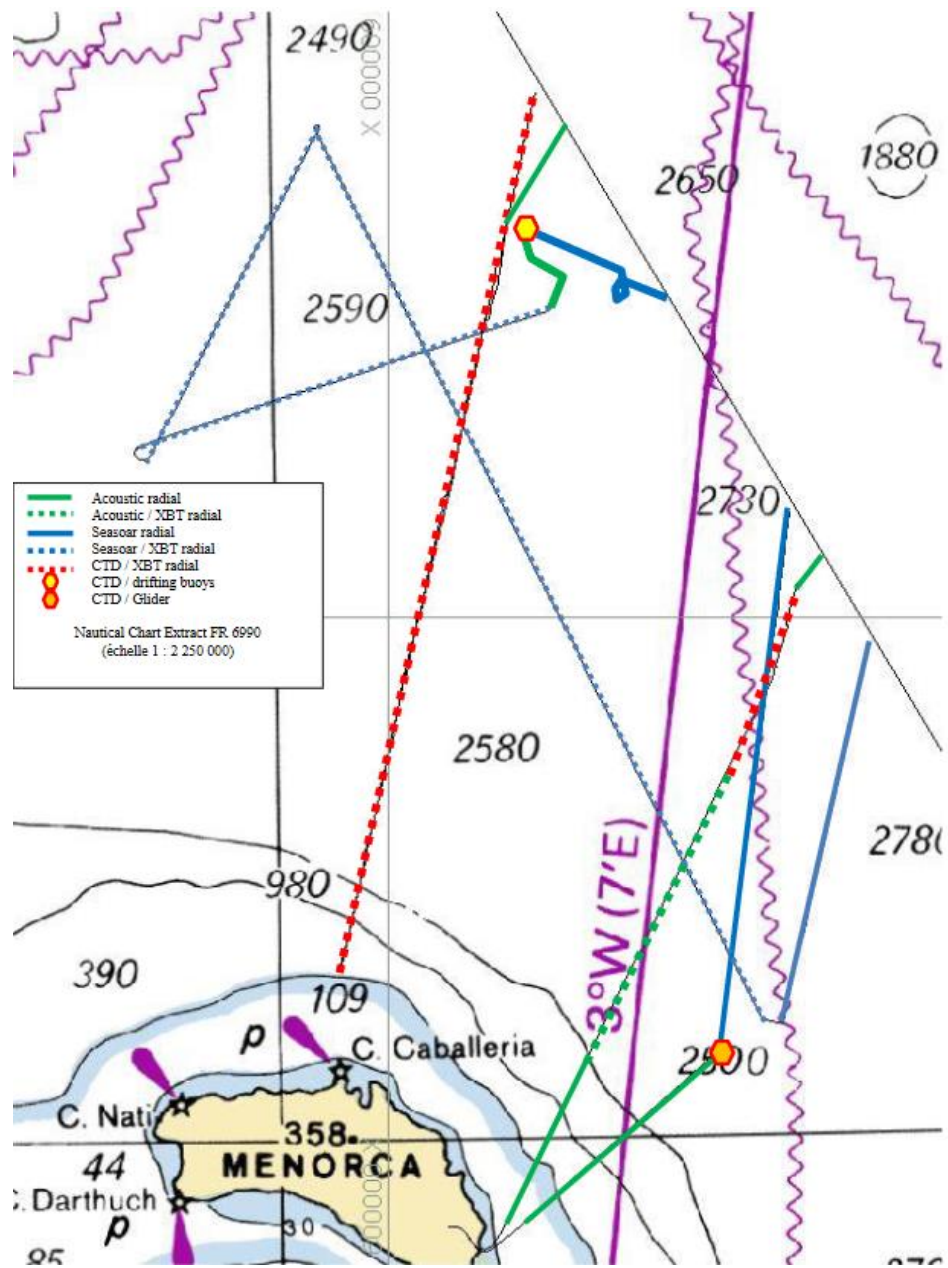 2490
X 600000
1880
2650
2590
2730
Acoustic radial
Acoustic / XBT radial
Seasoar radial
Seasoar / XBT radial
CTD / XBT radial
CTD / drifting buoys
CTD / Glider
Nautical Chart Extract FR 6990
(échelle 1 : 2 250 000)
2580
3°W (7'E)
980
390
109
p
C. Caballeria
2500
C. Nati
358
MENORCA
44
C. Darthuch
p
30
85